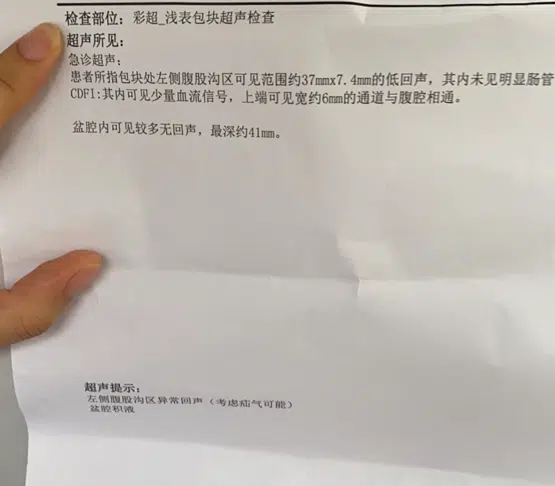 检查部位: 彩超_浅表包块超声检查
超声所见:
急诊超声:
患者所指包块处左侧腹股沟区可见范围约37mmx7.4mm的低回声，其内未见明显肠管
CDFI:其内可见少量血流信号，上端可见宽约6mm的通道与腹腔相通。
盆腔内可见较多无回声，最深约41mm。
超声提示:
左侧腹股沟区异常回声（考虑疝气可能）
盆腔积液